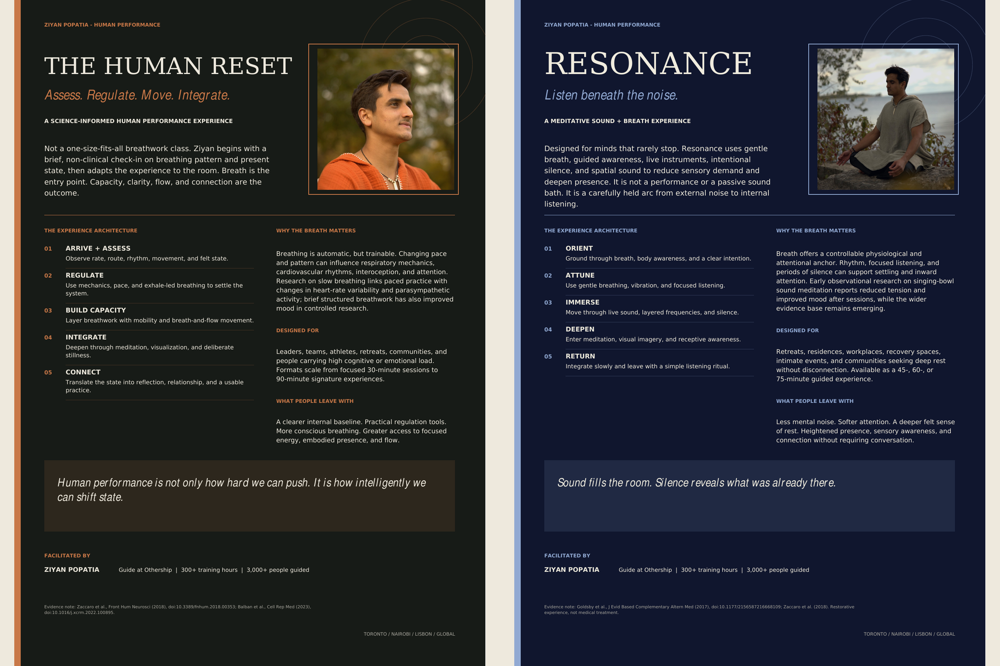 ZIYAN POPATIA - HUMAN PERFORMANCE
THE HUMAN RESET
Assess. Regulate. Move. Integrate.
A SCIENCE-INFORMED HUMAN PERFORMANCE EXPERIENCE
Not a one-size-fits-all breathwork class. Ziyan begins with a
brief, non-clinical check-in on breathing pattern and present
state, then adapts the experience to the room. Breath is the
entry point. Capacity, clarity, flow, and connection are the
outcome.
THE EXPERIENCE ARCHITECTURE
01 ARRIVE + ASSESS
Observe rate, route, rhythm, movement, and felt state.
02 REGULATE
Use mechanics, pace, and exhale-led breathing to settle the
system.
03 BUILD CAPACITY
Layer breathwork with mobility and breath-and-flow movement.
04 INTEGRATE
Deepen through meditation, visualization, and deliberate
stillness.
05 CONNECT
Translate the state into reflection, relationship, and a usable
practice.
WHY THE BREATH MATTERS
Breathing is automatic, but trainable. Changing pace
and pattern can influence respiratory mechanics,
cardiovascular rhythms, interoception, and attention.
Research on slow breathing links paced practice with
changes in heart-rate variability and parasympathetic
activity; brief structured breathwork has also improved
mood in controlled research.
DESIGNED FOR
Leaders, teams, athletes, retreats, communities, and
people carrying high cognitive or emotional load.
Formats scale from focused 30-minute sessions to
90-minute signature experiences.
WHAT PEOPLE LEAVE WITH
A clearer internal baseline. Practical regulation tools.
More conscious breathing. Greater access to focused
energy, embodied presence, and flow.
Human performance is not only how hard we can push. It is how intelligently we
can shift state.
FACILITATED BY
ZIYAN POPATIA Guide at Othership | 300+ training hours | 3,000+ people guided
Evidence note: Zaccaro et al., Front Hum Neurosci (2018), doi:10.3389/fnhum.2018.00353; Balban et al., Cell Rep Med (2023),
doi:10.1016/j.xcrm.2022.100895.
TORONTO / NAIROBI / LISBON / GLOBAL
ZIYAN POPATIA - HUMAN PERFORMANCE
RESONANCE
Listen beneath the noise.
A MEDITATIVE SOUND + BREATH EXPERIENCE
Designed for minds that rarely stop. Resonance uses gentle
breath, guided awareness, live instruments, intentional
silence, and spatial sound to reduce sensory demand and
deepen presence. It is not a performance or a passive sound
bath. It is a carefully held arc from external noise to internal
listening.
THE EXPERIENCE ARCHITECTURE
01 ORIENT
Ground through breath, body awareness, and a clear intention.
02 ATTUNE
Use gentle breathing, vibration, and focused listening.
03 IMMERSE
Move through live sound, layered frequencies, and silence.
04 DEEPEN
Enter meditation, visual imagery, and receptive awareness.
05 RETURN
Integrate slowly and leave with a simple listening ritual.
WHY THE BREATH MATTERS
Breath offers a controllable physiological and
attentional anchor. Rhythm, focused listening, and
periods of silence can support settling and inward
attention. Early observational research on singing-bowl
sound meditation reports reduced tension and
improved mood after sessions, while the wider
evidence base remains emerging.
DESIGNED FOR
Retreats, residences, workplaces, recovery spaces,
intimate events, and communities seeking deep rest
without disconnection. Available as a 45-, 60-, or
75-minute guided experience.
WHAT PEOPLE LEAVE WITH
Less mental noise. Softer attention. A deeper felt sense
of rest. Heightened presence, sensory awareness, and
connection without requiring conversation.
Sound fills the room. Silence reveals what was already there.
FACILITATED BY
ZIYAN POPATIA Guide at Othership | 300+ training hours | 3,000+ people guided
Evidence note: Goldsby et al., J Evid Based Complementary Altern Med (2017), doi:10.1177/2156587216668109; Zaccaro et al. (2018). Restorative
experience, not medical treatment.
TORONTO / NAIROBI / LISBON / GLOBAL